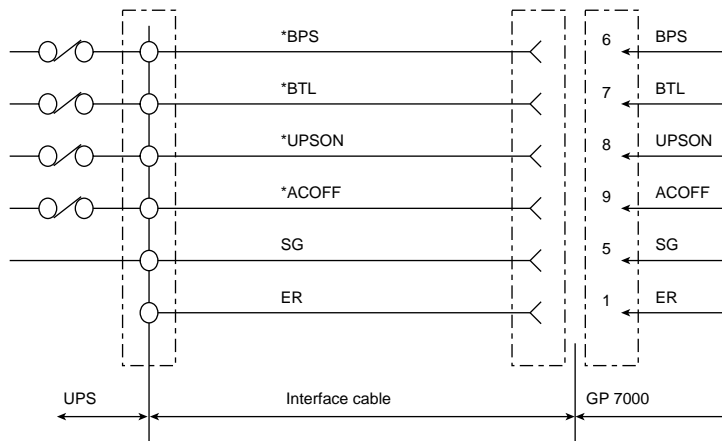 *BPS 6 BPS
*BTL 7 BTL
*UPSON 8 UPSON
*ACOFF 9 ACOFF
SG 5 SG
ER 1 ER
UPS Interface cable GP 7000